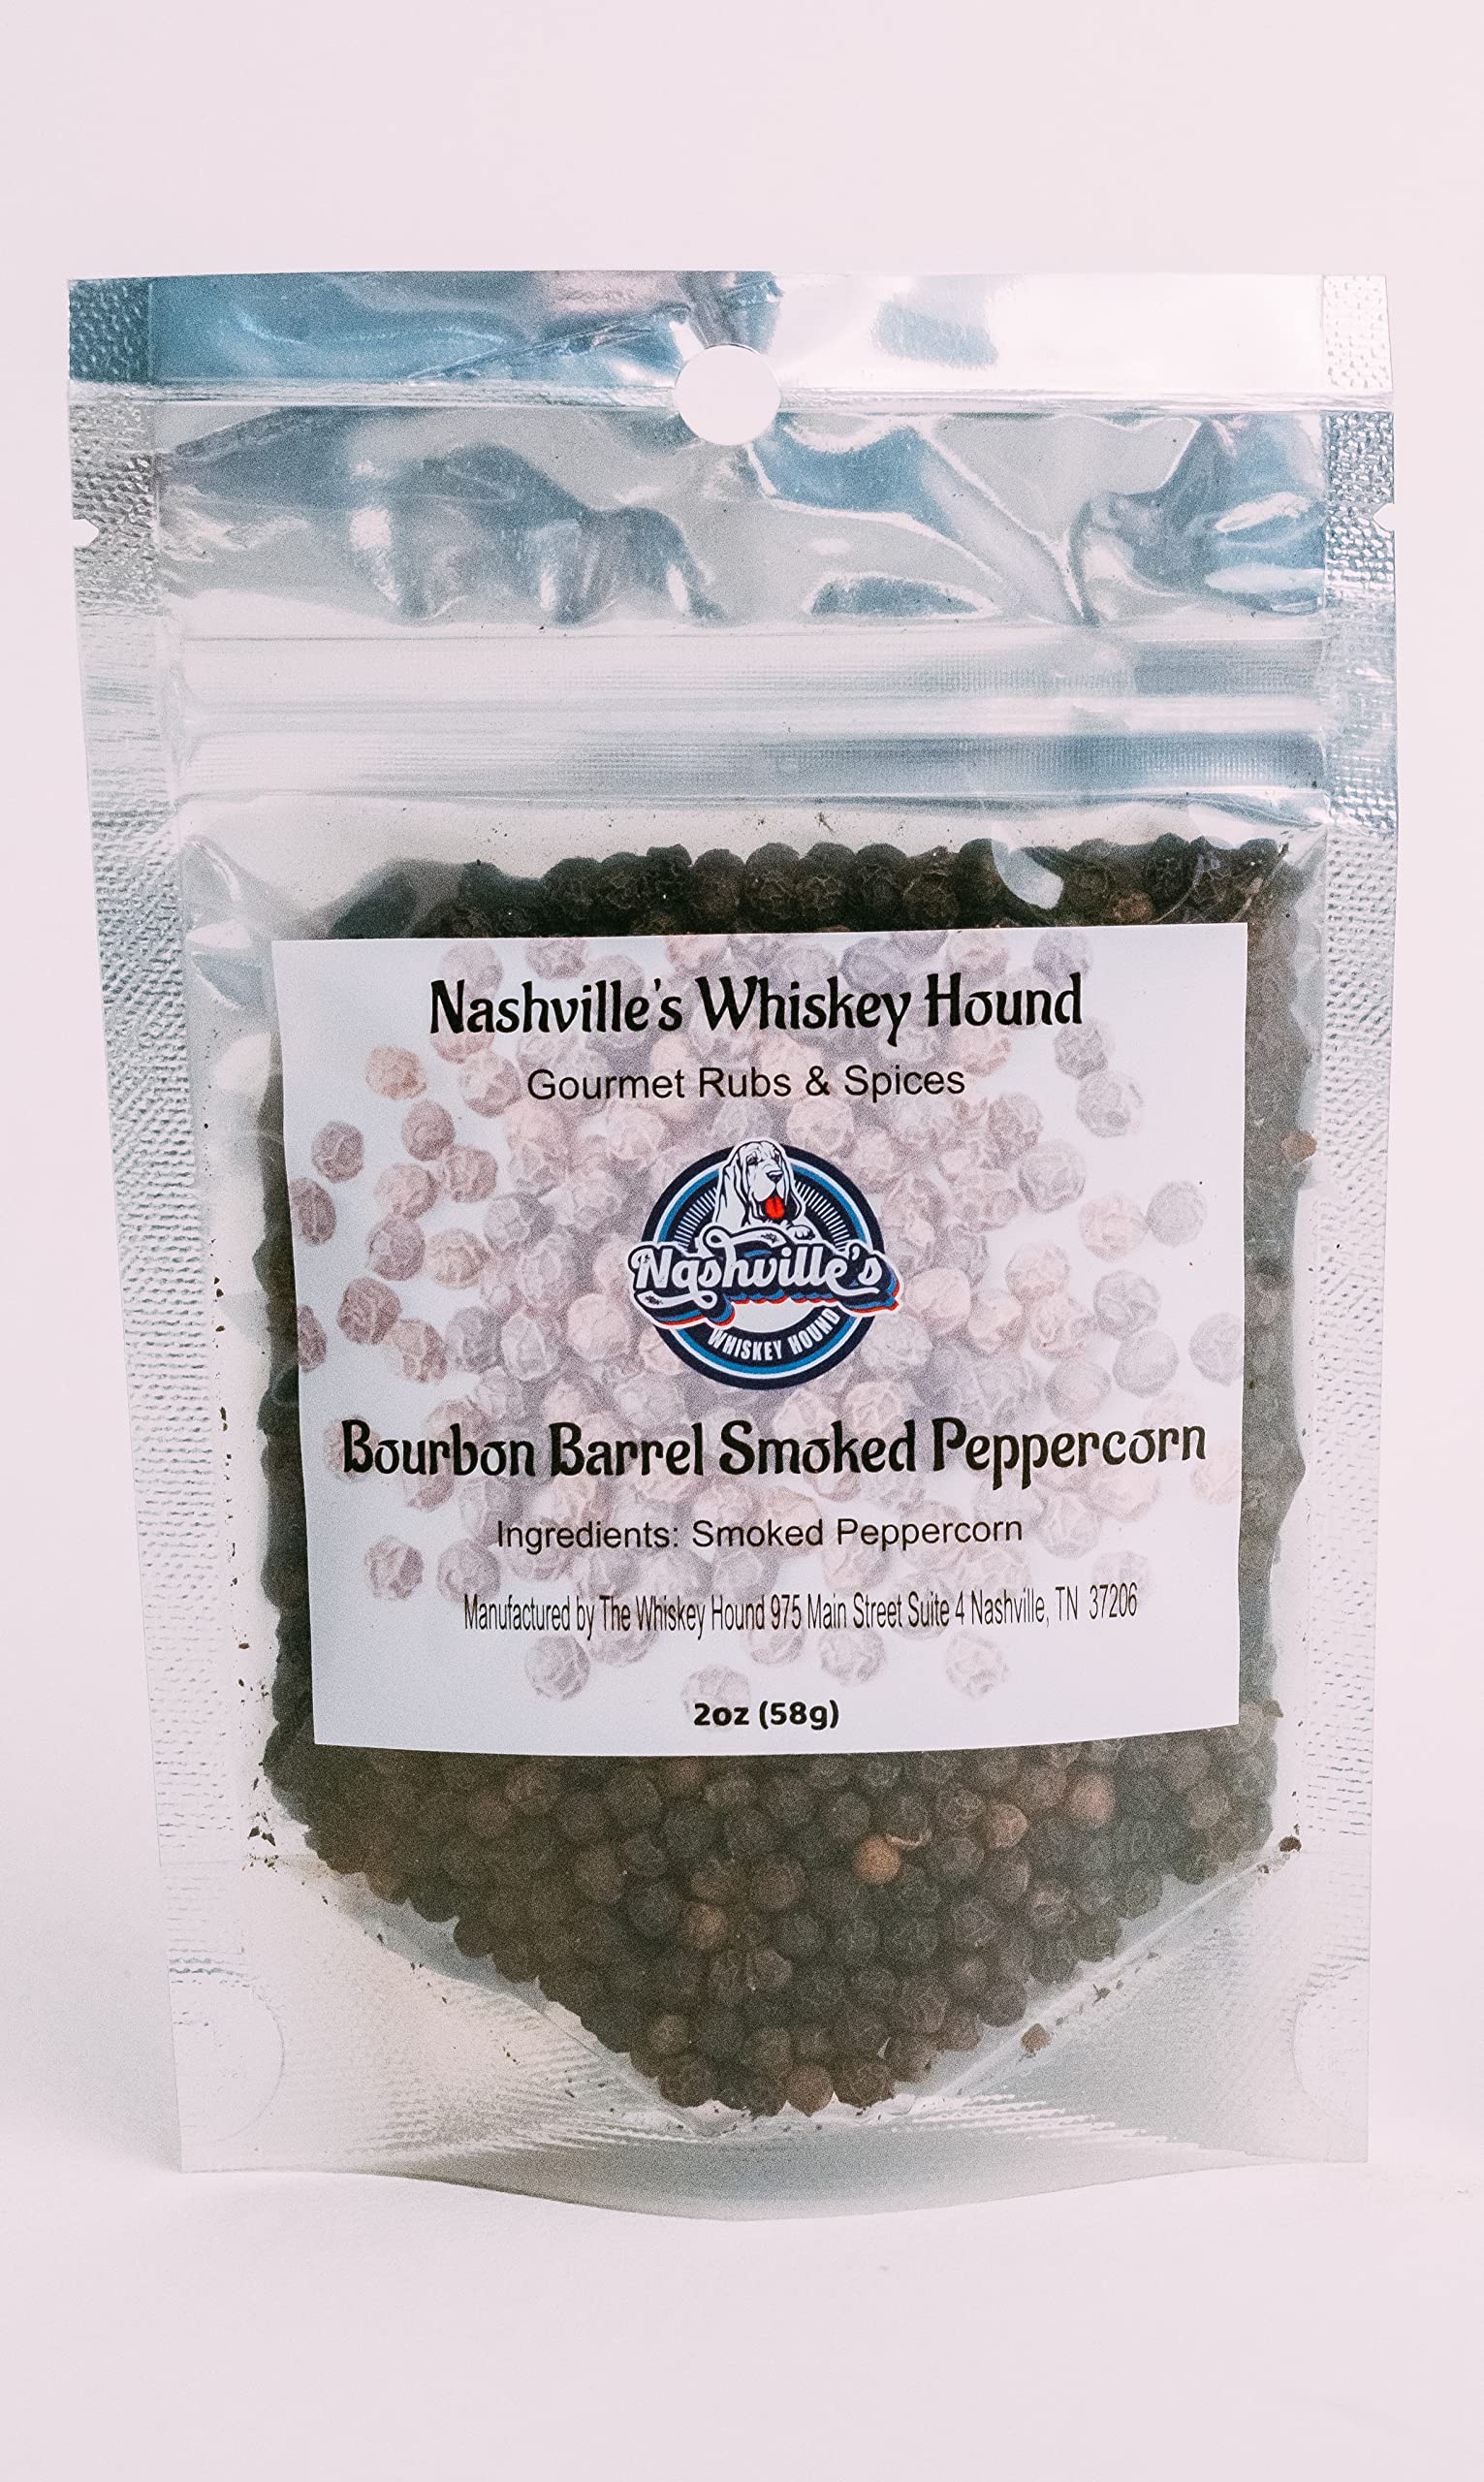 Nashville's Whiskey Hound
Gourmet Rubs & Spices
Nashville's
WHISKEY HOUND
Bourbon Barrel Smoked Peppercorn
Ingredients: Smoked Peppercorn
Manufactured by The Whiskey Hound 975 Main Street Suite 4 Nashville, TN 37206
2oz (58g)